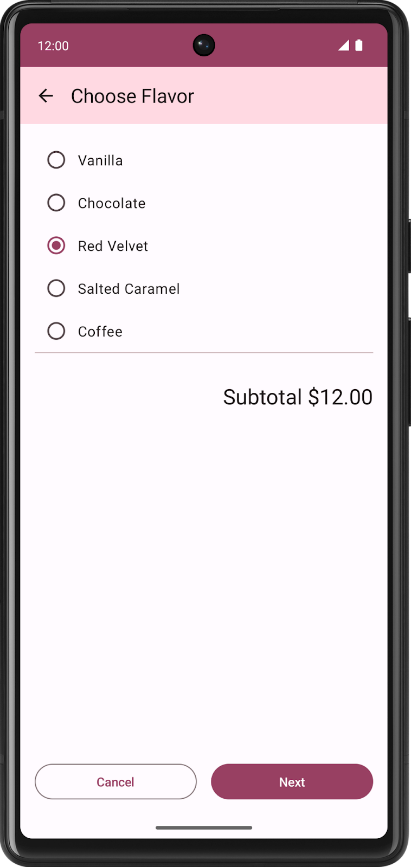 12:00
Choose Flavor
Vanilla
Chocolate
Red Velvet
Salted Caramel
Coffee
Subtotal $12.00
Cancel
Next